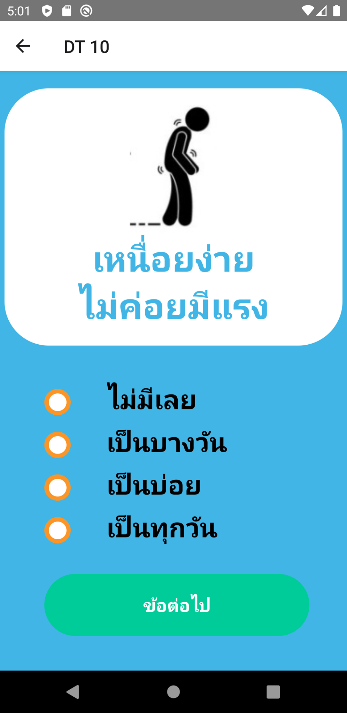 5:01
DT 10
เหนื่อยง่าย
ไม่ค่อยมีแรง
ไม่มีเลย
เป็นบางวัน
เป็นบ่อย
เป็นทุกวัน
ข้อต่อไป